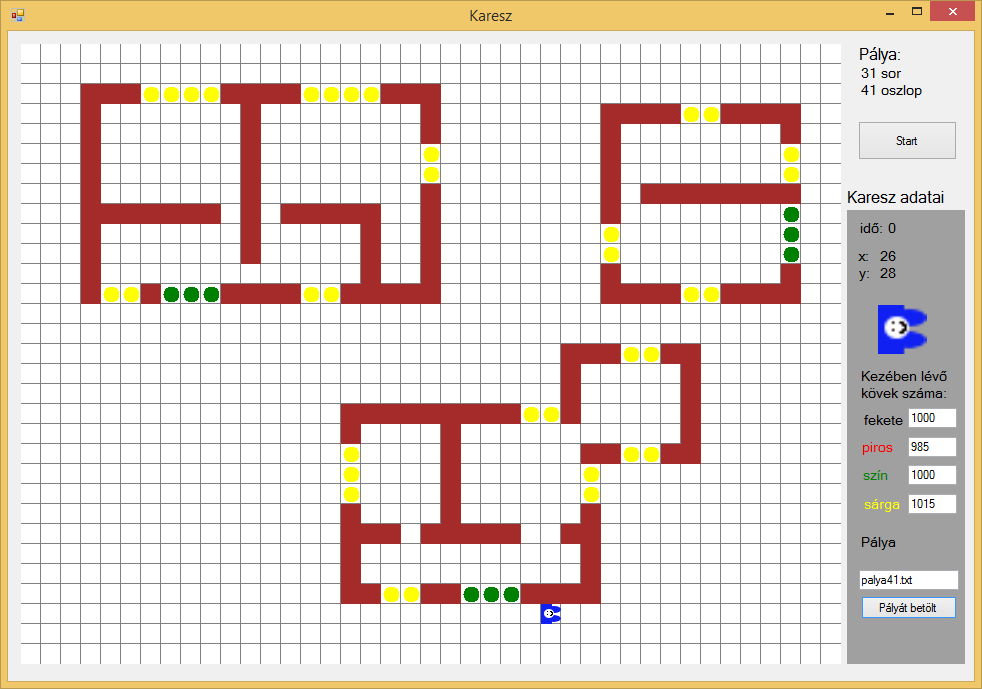 Karesz
Pálya:
31 sor
41 oszlop
Start
Karesz adatai
idő: 0
x: 26
y: 28
Kezében lévő
kövek száma:
fekete 1000
piros 985
szín 1000
sárga 1015
Pálya
palya41.txt
Pályát betölt